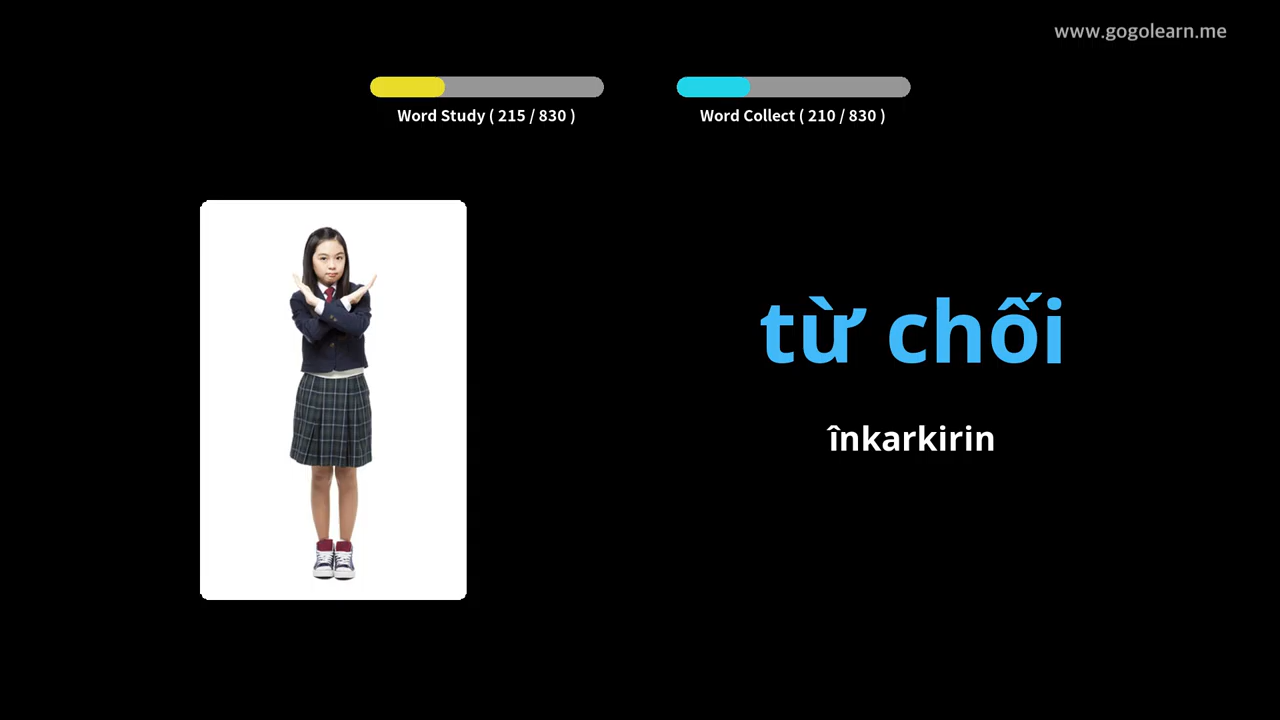 www.gogolearn.me
Word Study ( 215 / 830 )
Word Collect ( 210 / 830 )
từ chối
înkarkirin